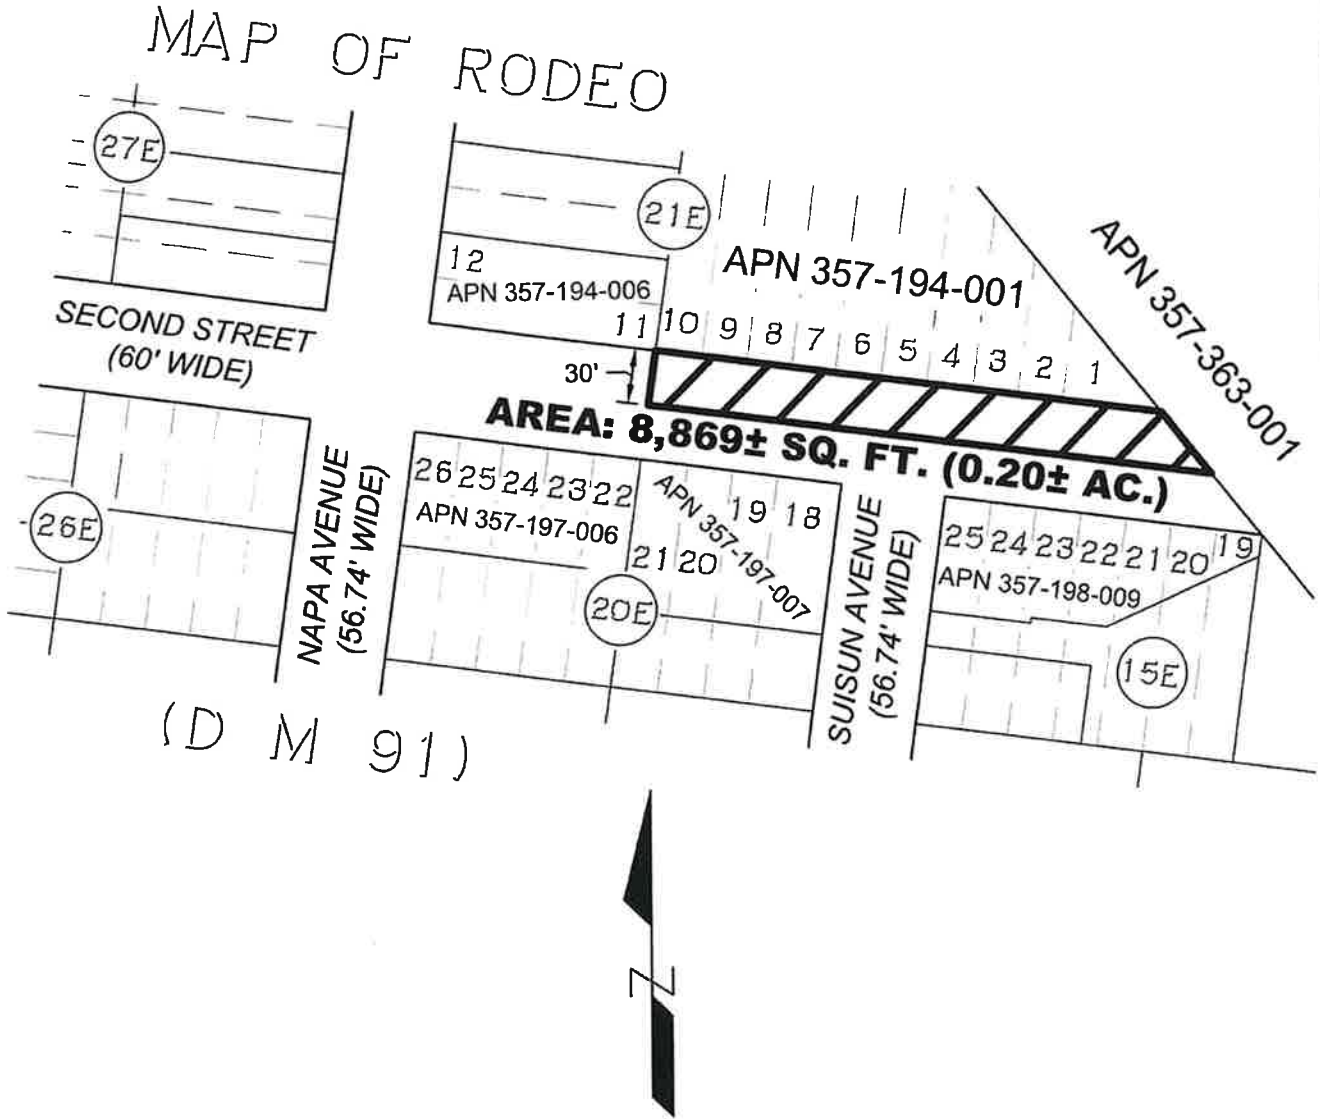 MAP OF RODEO
27E
21E
12
APN 357-194-006
11
10 9 8 7 6 5 4 3 2 1
APN 357-194-001
APN 357-363-001
SECOND STREET
(60' WIDE)
30'
AREA: 8,869± SQ. FT. (0.20± AC.)
26E
NAPA AVENUE
(56.74' WIDE)
26 25 24 23 22
APN 357-197-006
APN 357-197-007
19 18
21 20
20E
SUISUN AVENUE
(56.74' WIDE)
25 24 23 22 21 20 19
APN 357-198-009
15E
(D M 91)
N